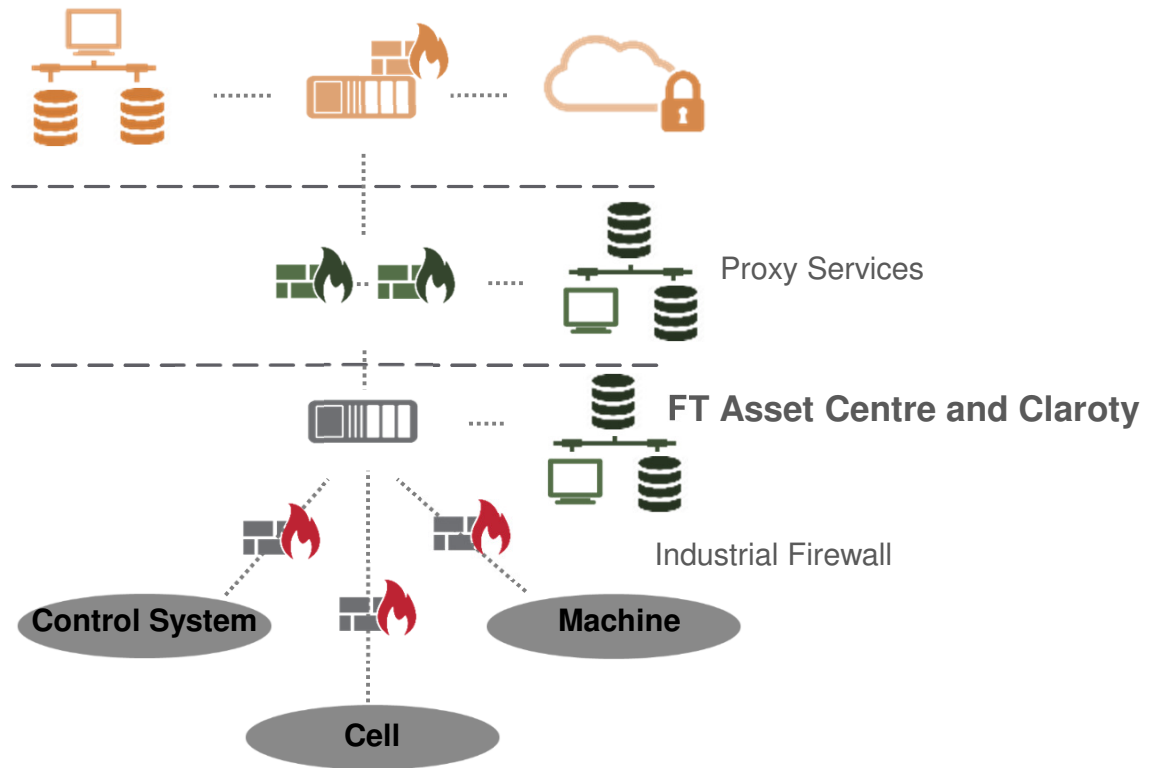 Proxy Services
FT Asset Centre and Claroty
Industrial Firewall
Control System
Machine
Cell